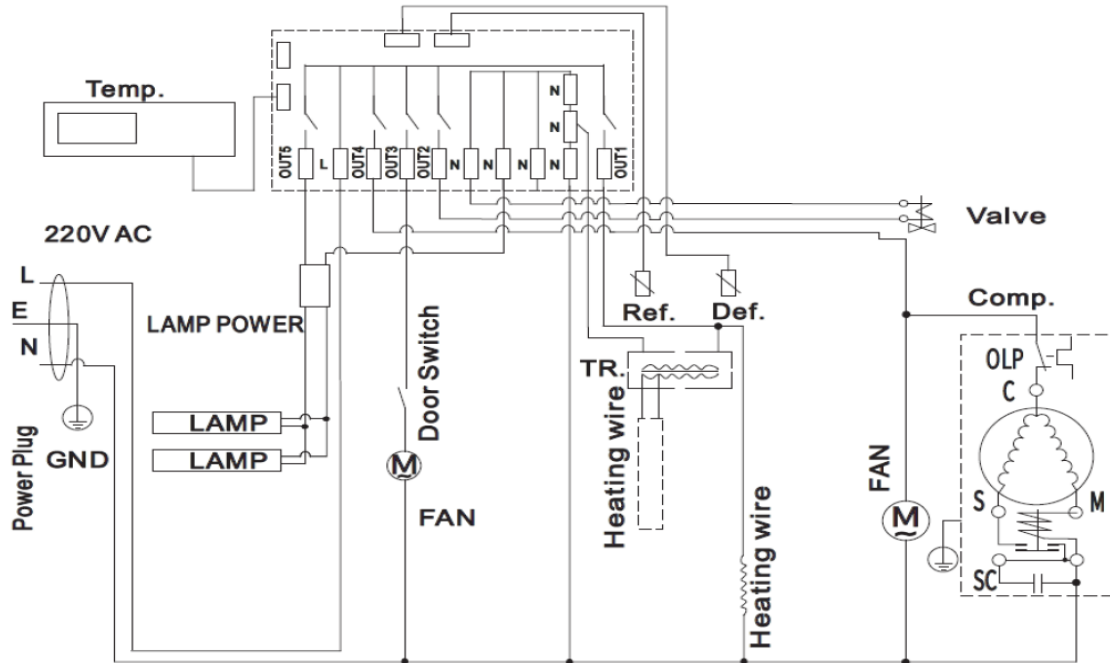 Temp.
N
N
OUT5
L
OUT4
OUT3
OUT2
N
N
N
N
OUT1
220V AC
Valve
L
E
N
LAMP POWER
Ref.
Def.
Comp.
TR.
OLP
C
Door Switch
LAMP
LAMP
GND
Power Plug
M
FAN
Heating wire
Heating wire
FAN
M
S
M
SC